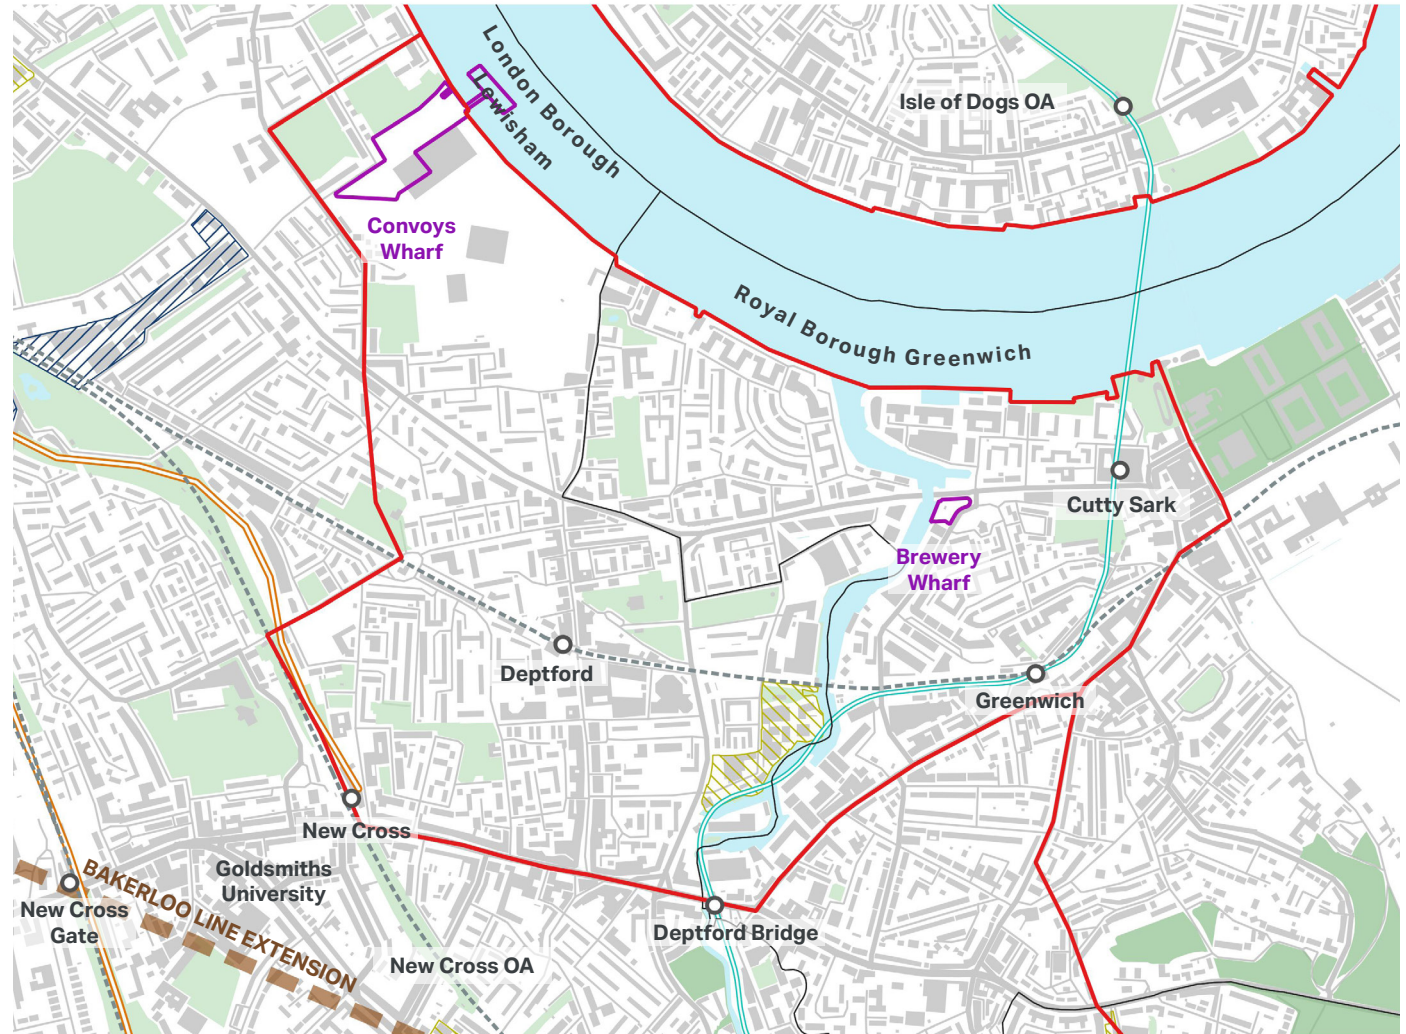 London Borough
Lewisham
Isle of Dogs OA
Convoys
Wharf
Royal Borough Greenwich
Cutty Sark
Brewery
Wharf
Deptford
Greenwich
New Cross
Goldsmiths
University
BAKERLOO LINE EXTENSION
New Cross
Gate
Deptford Bridge
New Cross OA